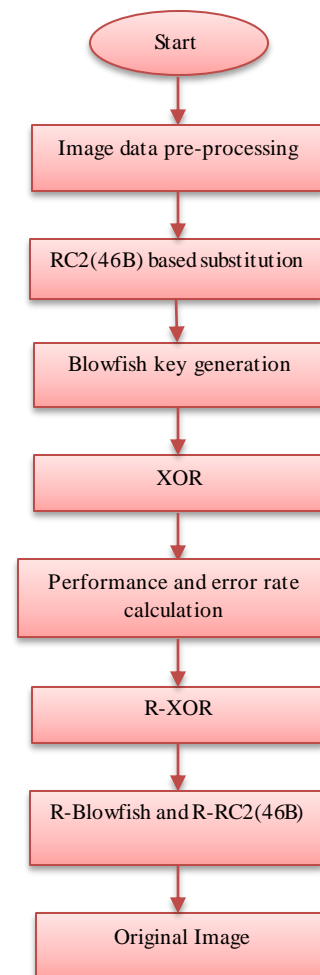 Start
Image data pre-processing
RC2(46B) based substitution
Blowfish key generation
XOR
Performance and error rate
calculation
R-XOR
R-Blowfish and R-RC2(46B)
Original Image